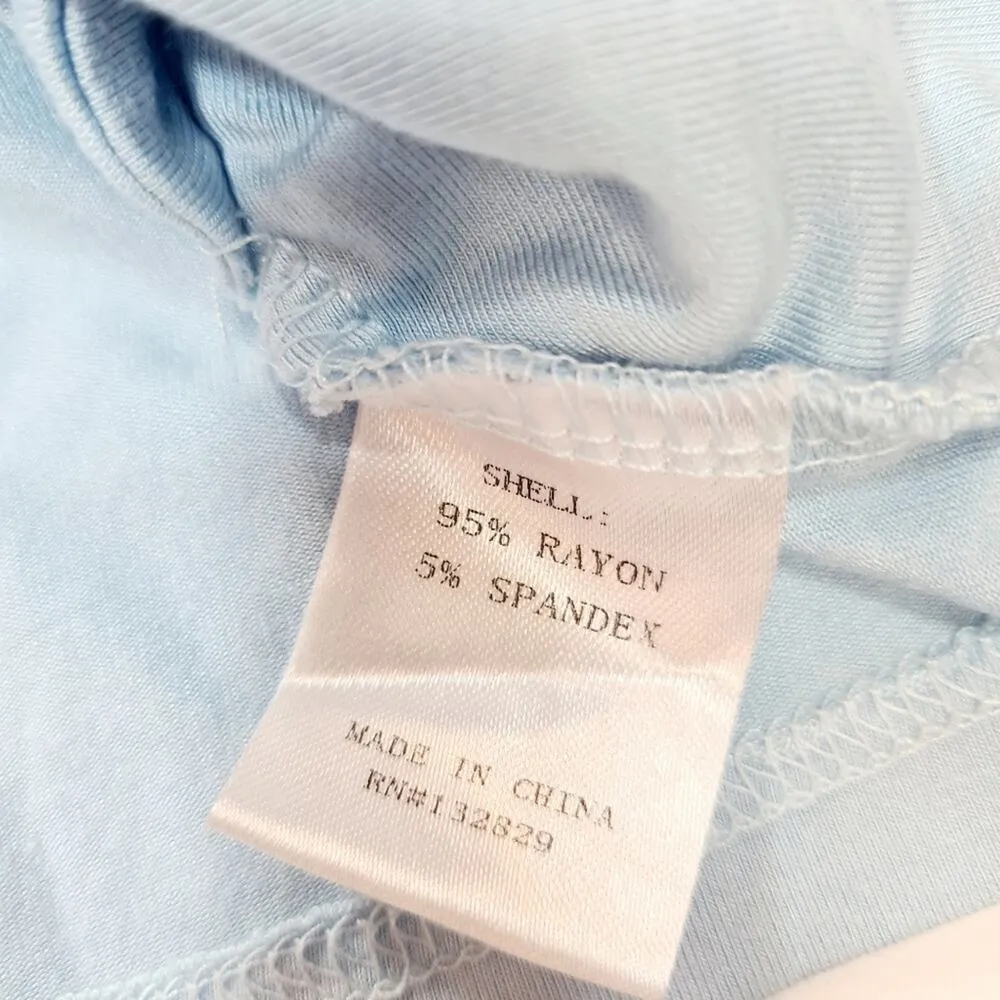 SHELL:
95% RAYON
5% SPANDEX
MADE IN CHINA
RN#132829